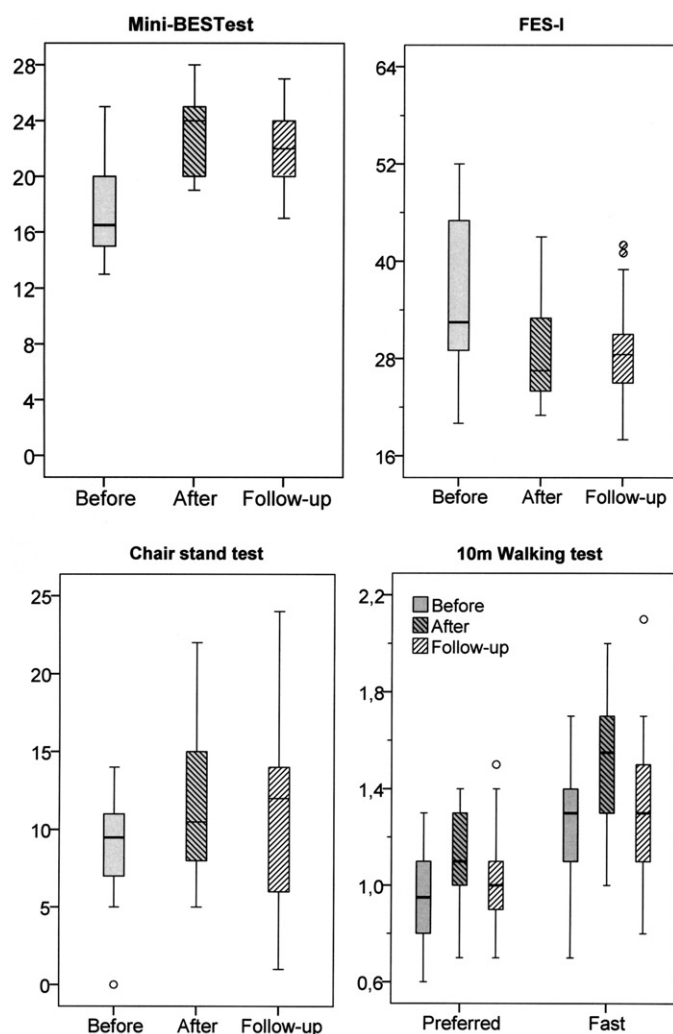 Mini-BESTest
28
24
20
16
12
8
4
0
Before After Follow-up
FES-I
64
52
40
28
16
Before After Follow-up
Chair stand test
25
20
15
10
5
0
Before After Follow-up
10m Walking test
2,2
1,8
1,4
1,0
0,6
Before
After
Follow-up
Preferred Fast